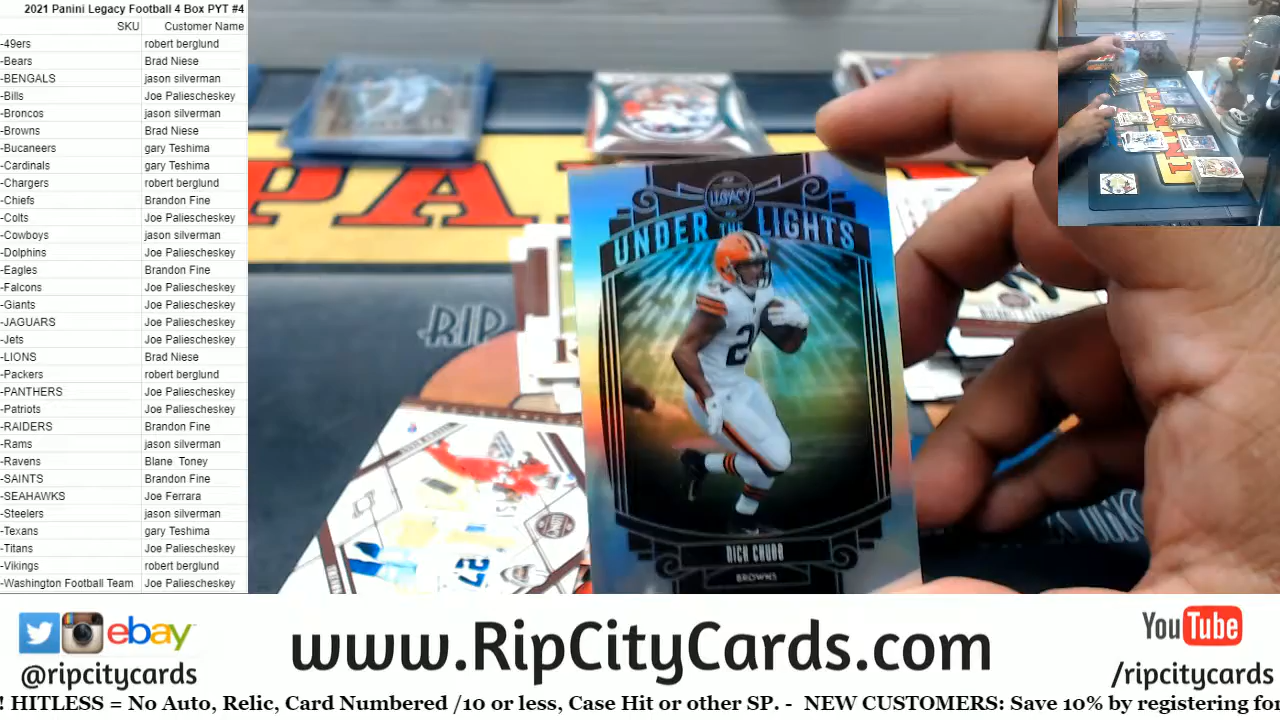 2021 Panini Legacy Football 4 Box PYT #4
SKU Customer Name
-49ers robert berglund
-Bears Brad Niese
-BENGALS jason silverman
-Bills Joe Paliescheskey
-Broncos jason silverman
-Browns Brad Niese
-Bucaneers gary Teshima
-Cardinals gary Teshima
-Chargers robert berglund
-Chiefs Brandon Fine
-Colts Joe Paliescheskey
-Cowboys jason silverman
-Dolphins Joe Paliescheskey
-Eagles Brandon Fine
-Falcons Joe Paliescheskey
-Giants Joe Paliescheskey
-JAGUARS Joe Paliescheskey
-Jets Joe Paliescheskey
-LIONS Brad Niese
-Packers robert berglund
-PANTHERS Joe Paliescheskey
-Patriots Joe Paliescheskey
-RAIDERS Brandon Fine
-Rams jason silverman
-Ravens Blane Toney
-SAINTS Brandon Fine
-SEAHAWKS Joe Ferrara
-Steelers jason silverman
-Texans gary Teshima
-Titans Joe Paliescheskey
-Vikings robert berglund
-Washington Football Team Joe Paliescheskey
PA
RIP
LEGACY
UNDER THE LIGHTS
NICK CHUBB
BROWNS
27
ebay
@ripcitycards
www.RipCityCards.com
YouTube
/ripcitycards
! HITLESS = No Auto, Relic, Card Numbered /10 or less, Case Hit or other SP. - NEW CUSTOMERS: Save 10% by registering for